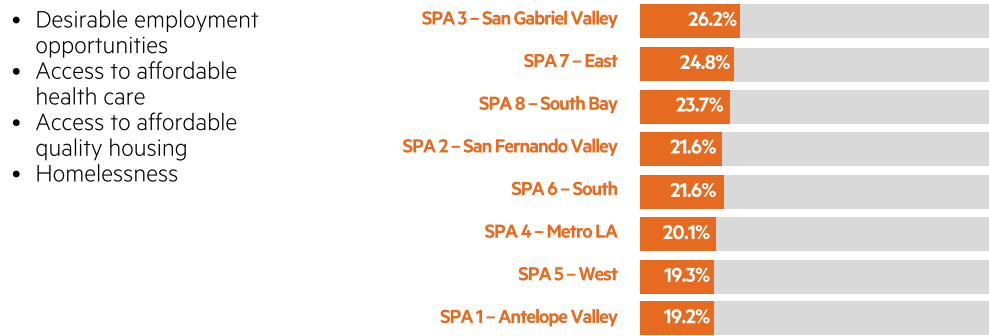 • Desirable employment
opportunities
• Access to affordable
health care
• Access to affordable
quality housing
• Homelessness
SPA 3 – San Gabriel Valley 26.2%
SPA 7 – East 24.8%
SPA 8 – South Bay 23.7%
SPA 2 – San Fernando Valley 21.6%
SPA 6 – South 21.6%
SPA 4 – Metro LA 20.1%
SPA 5 – West 19.3%
SPA 1 – Antelope Valley 19.2%